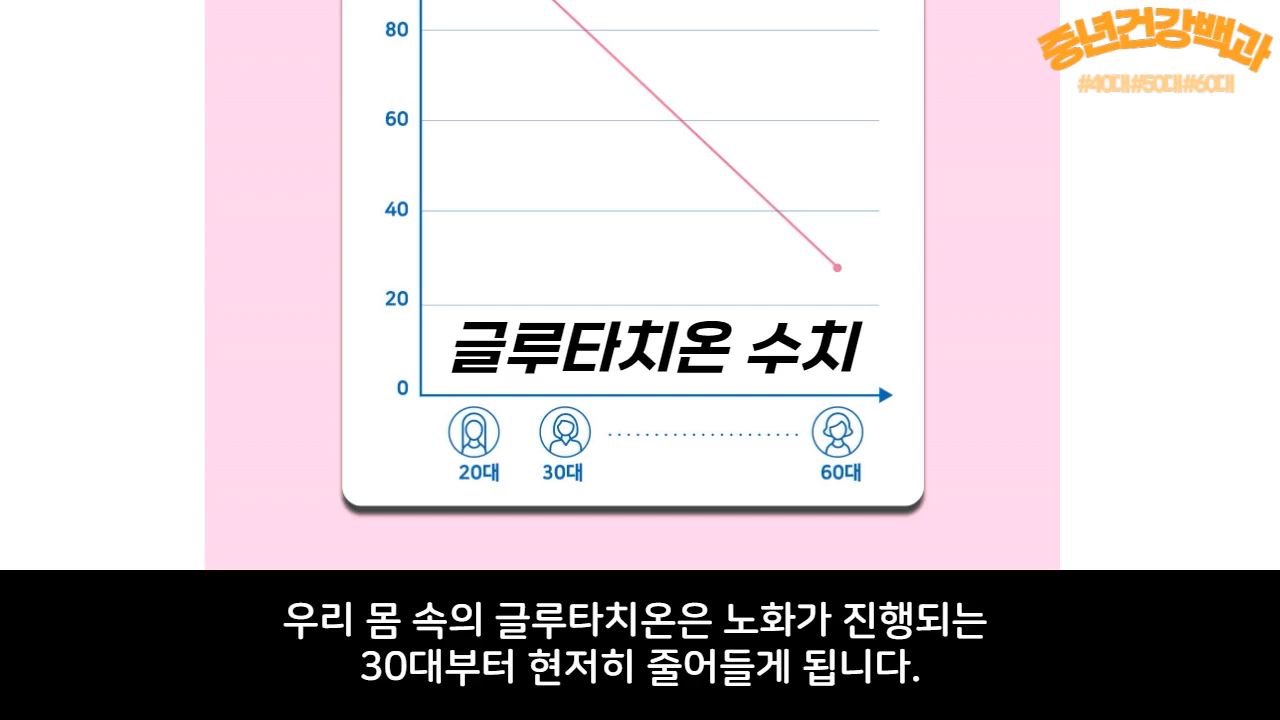 중년건강백과
#40대#50대#60대
80
60
40
20
글루타치온 수치
0
20대
30대
60대
우리 몸 속의 글루타치온은 노화가 진행되는
30대부터 현저히 줄어들게 됩니다.